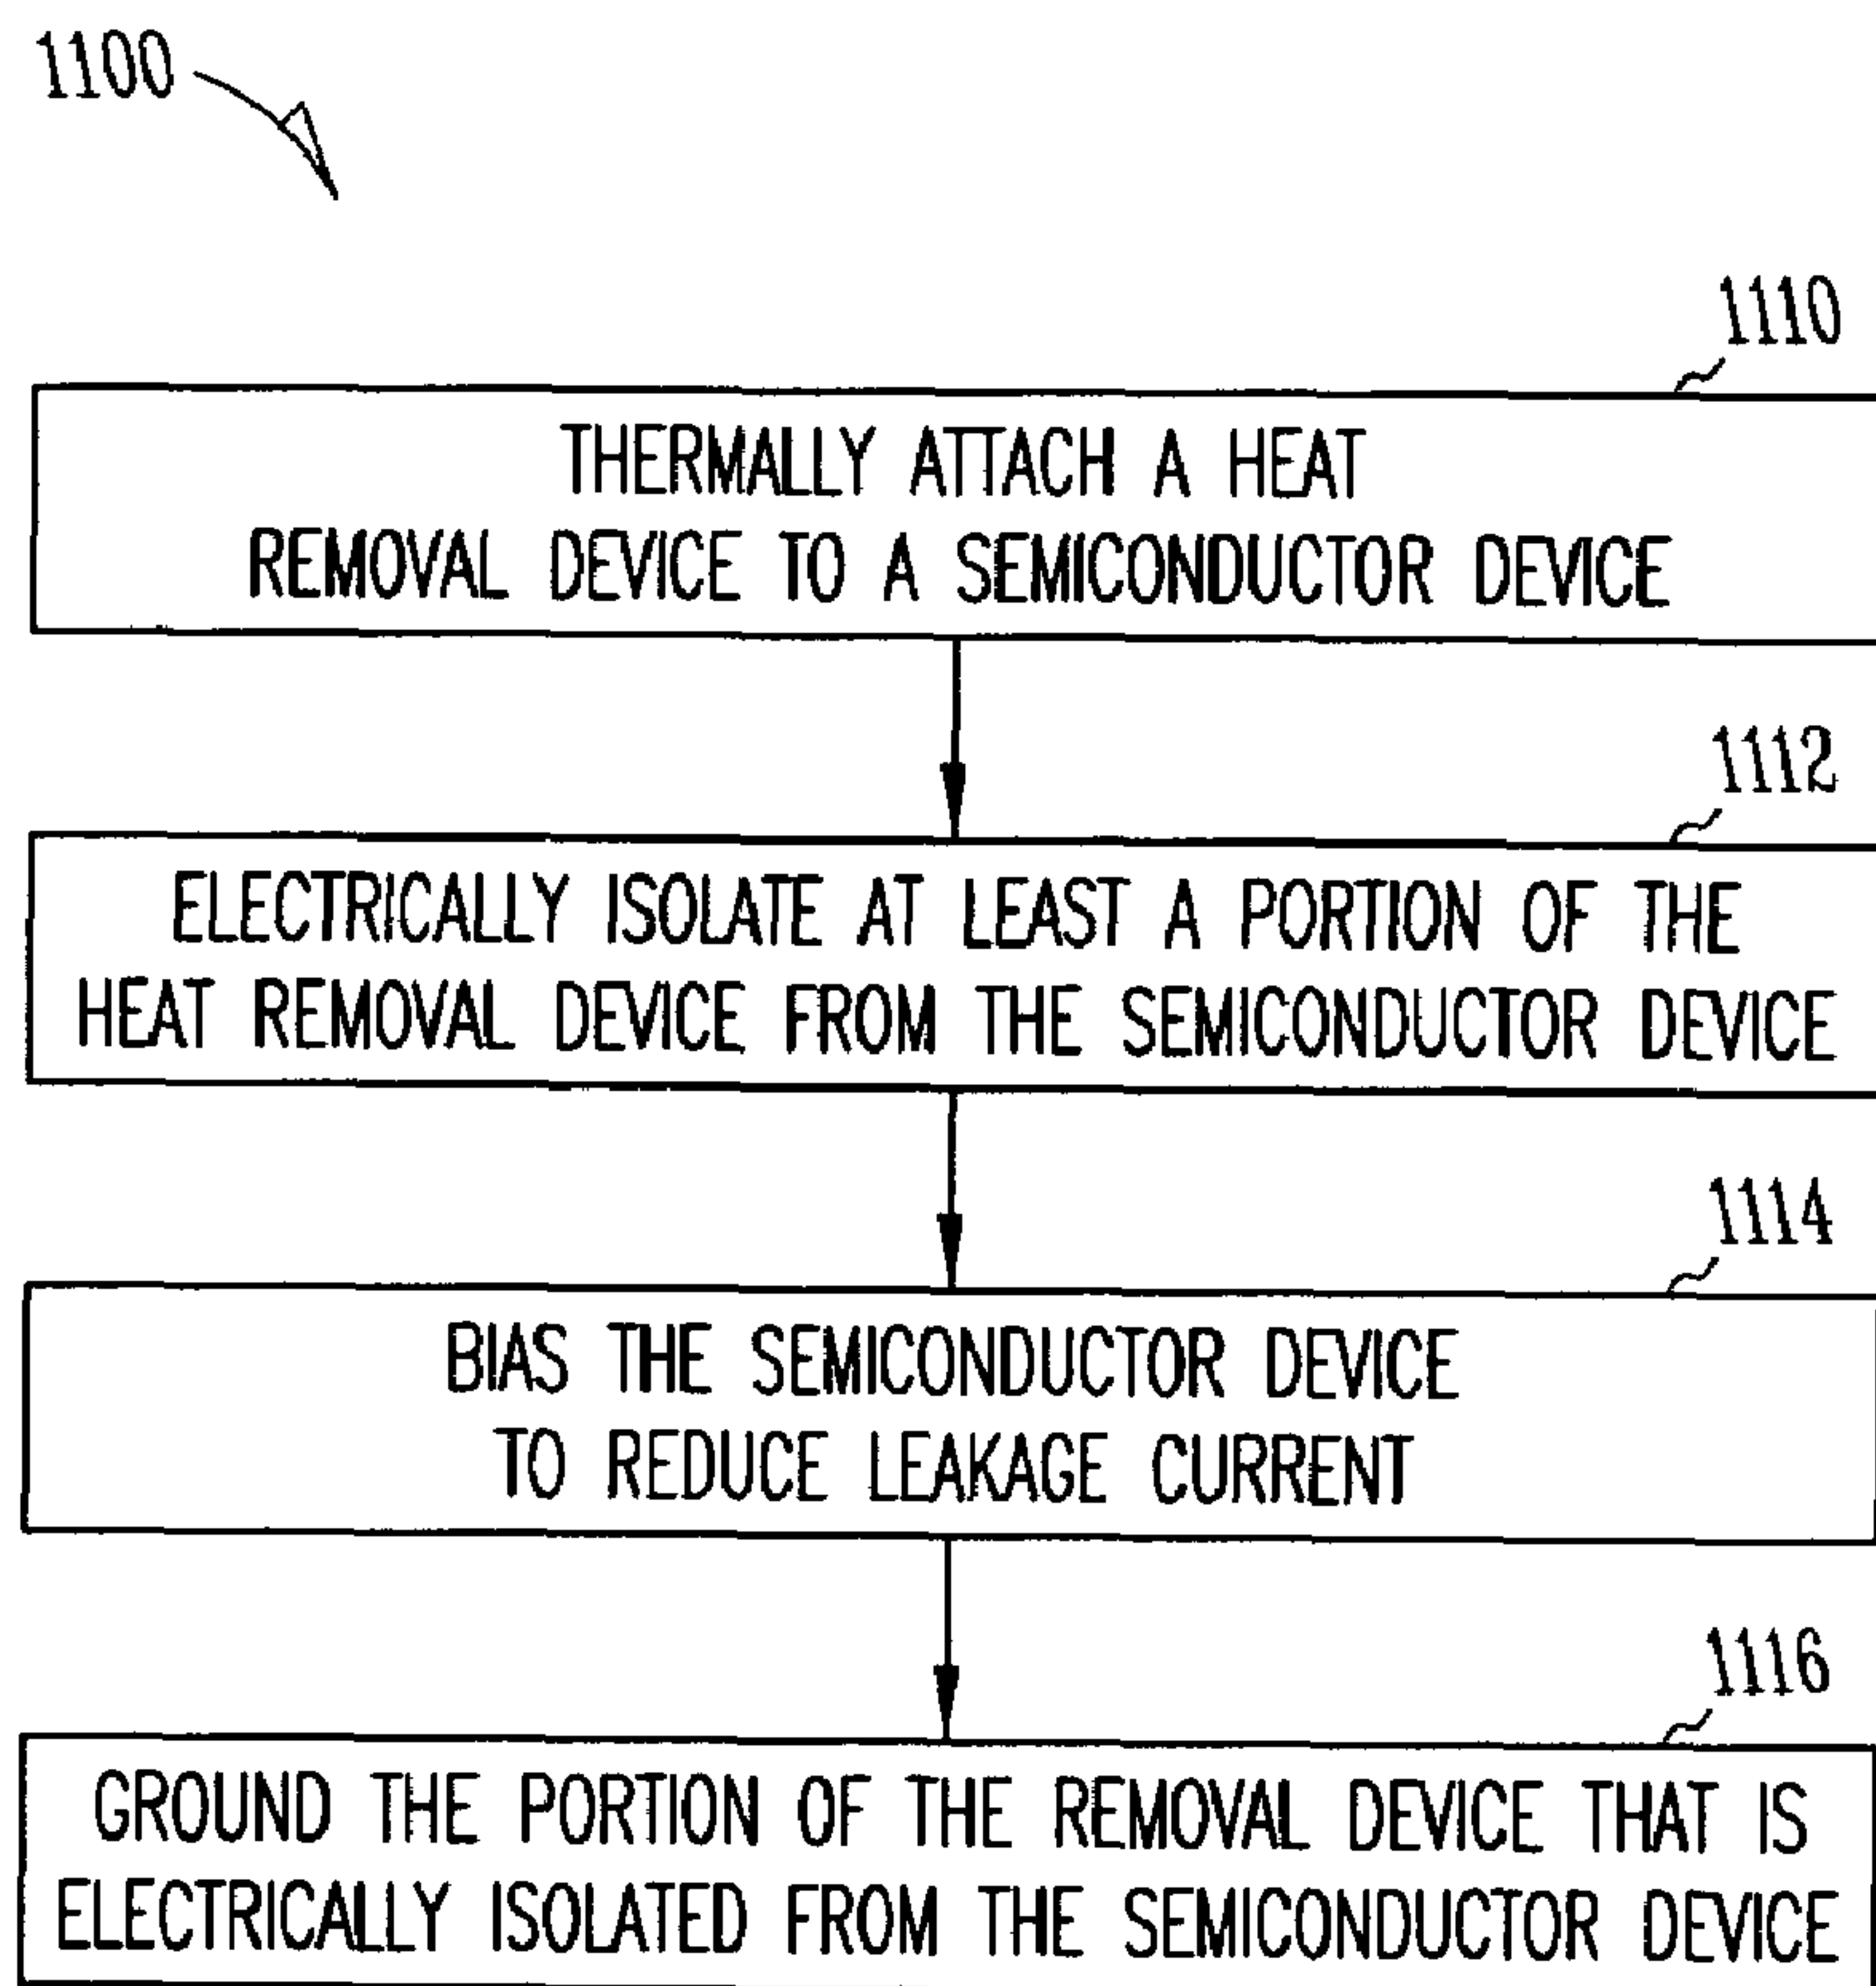 1100
1110
THERMALLY ATTACH A HEAT
REMOVAL DEVICE TO A SEMICONDUCTOR DEVICE
1112
ELECTRICALLY ISOLATE AT LEAST A PORTION OF THE
HEAT REMOVAL DEVICE FROM THE SEMICONDUCTOR DEVICE
1114
BIAS THE SEMICONDUCTOR DEVICE
TO REDUCE LEAKAGE CURRENT
1116
GROUND THE PORTION OF THE REMOVAL DEVICE THAT IS
ELECTRICALLY ISOLATED FROM THE SEMICONDUCTOR DEVICE